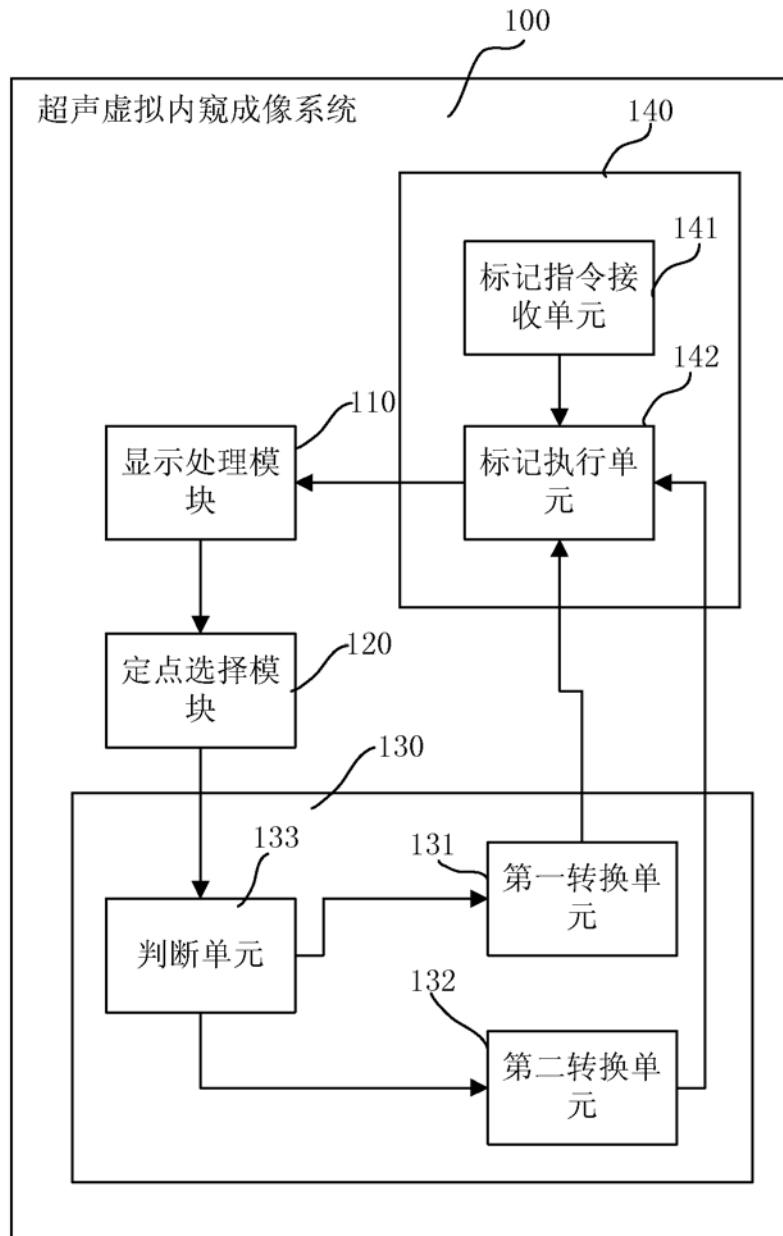 100
超声虚拟内窥成像系统
140
141
标记指令接
收单元
142
标记执行单
元
110
显示处理模
块
120
定点选择模
块
130
133
判断单元
131
第一转换单
元
132
第二转换单
元